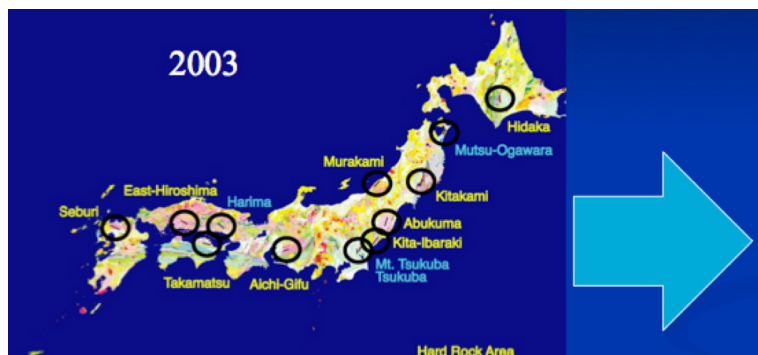 2003
Hidaka
Mutsu-Ogawara
Murakami
East-Hiroshima
Harima
Kitakami
Seburi
Abukuma
Kita-Ibaraki
Mt. Tsukuba
Tsukuba
Takamatsu
Aichi-Gifu
Hard Rock Area